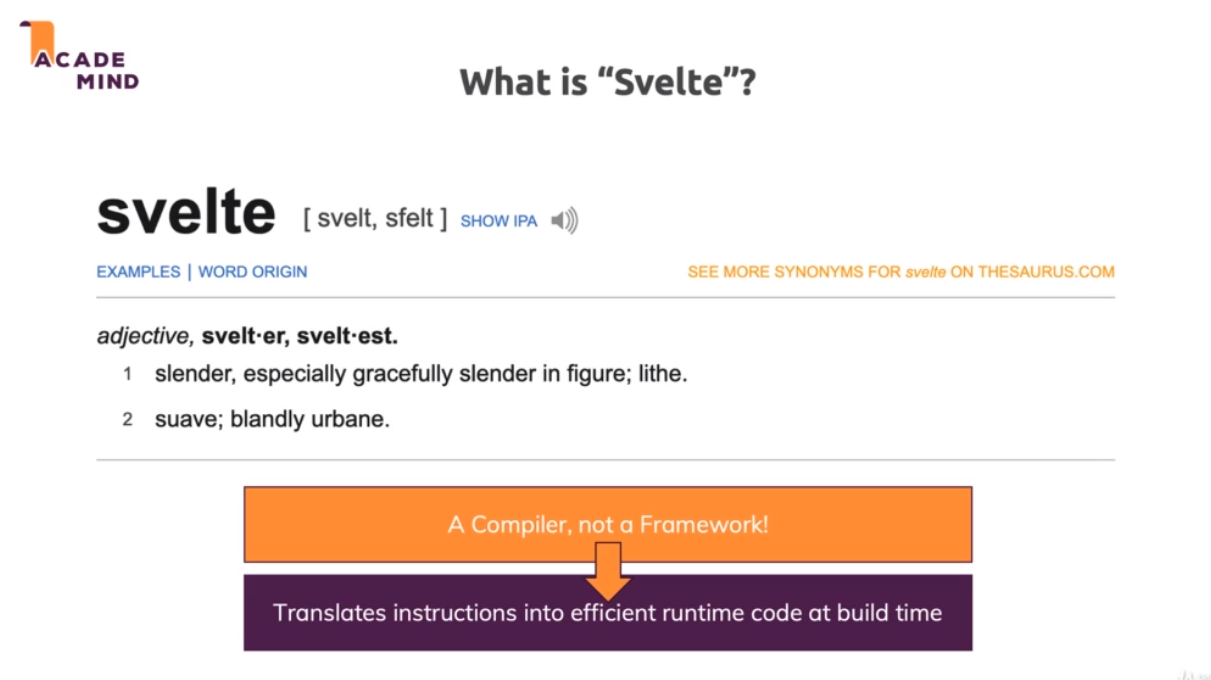 ACADE
MIND
What is “Svelte”?
svelte [ svelt, sfelt ] SHOW IPA
EXAMPLES | WORD ORIGIN
SEE MORE SYNONYMS FOR svelte ON THESAURUS.COM
adjective, svelt·er, svelt·est.
1 slender, especially gracefully slender in figure; lithe.
2 suave; blandly urbane.
A Compiler, not a Framework!
Translates instructions into efficient runtime code at build time